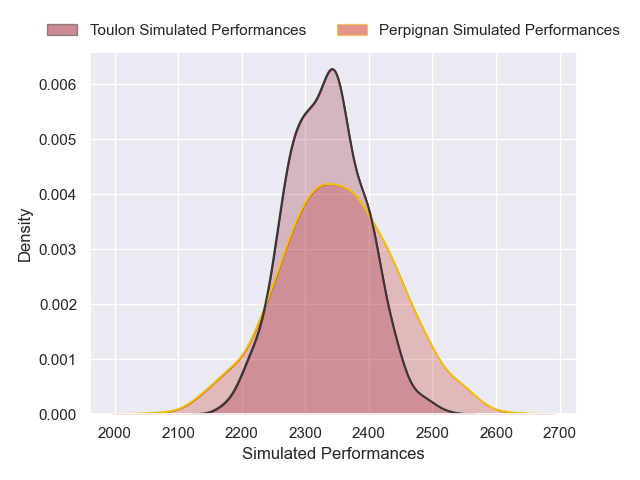 Toulon Simulated Performances Perpignan Simulated Performances
0.006
0.005
0.004
0.003
0.002
0.001
0.000
Density
2000 2100 2200 2300 2400 2500 2600 2700
Simulated Performances